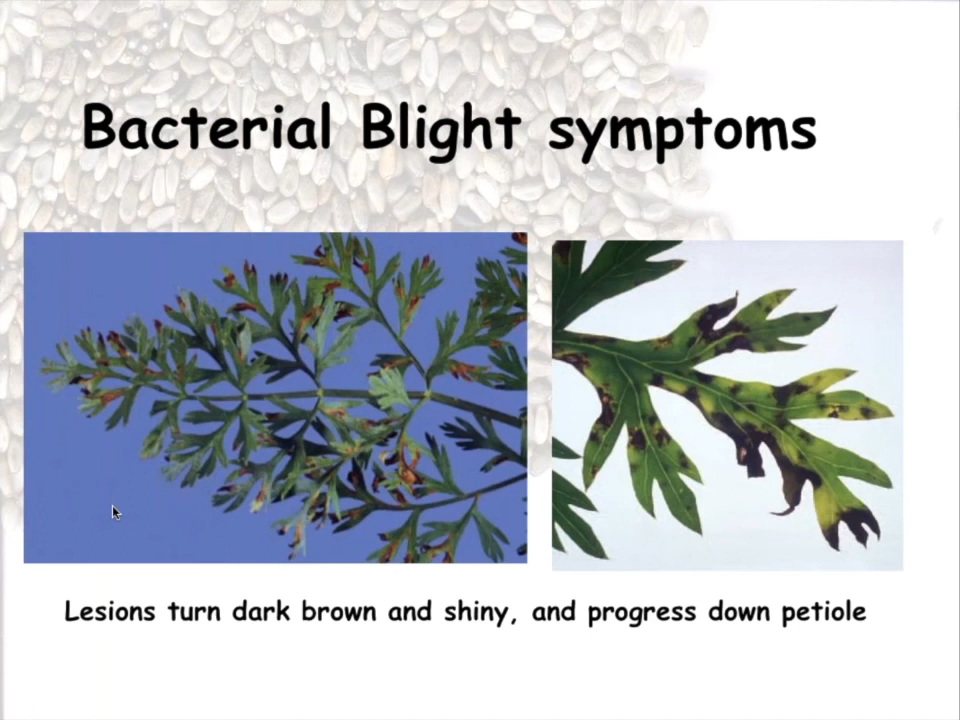 Bacterial Blight symptoms
Lesions turn dark brown and shiny, and progress down petiole